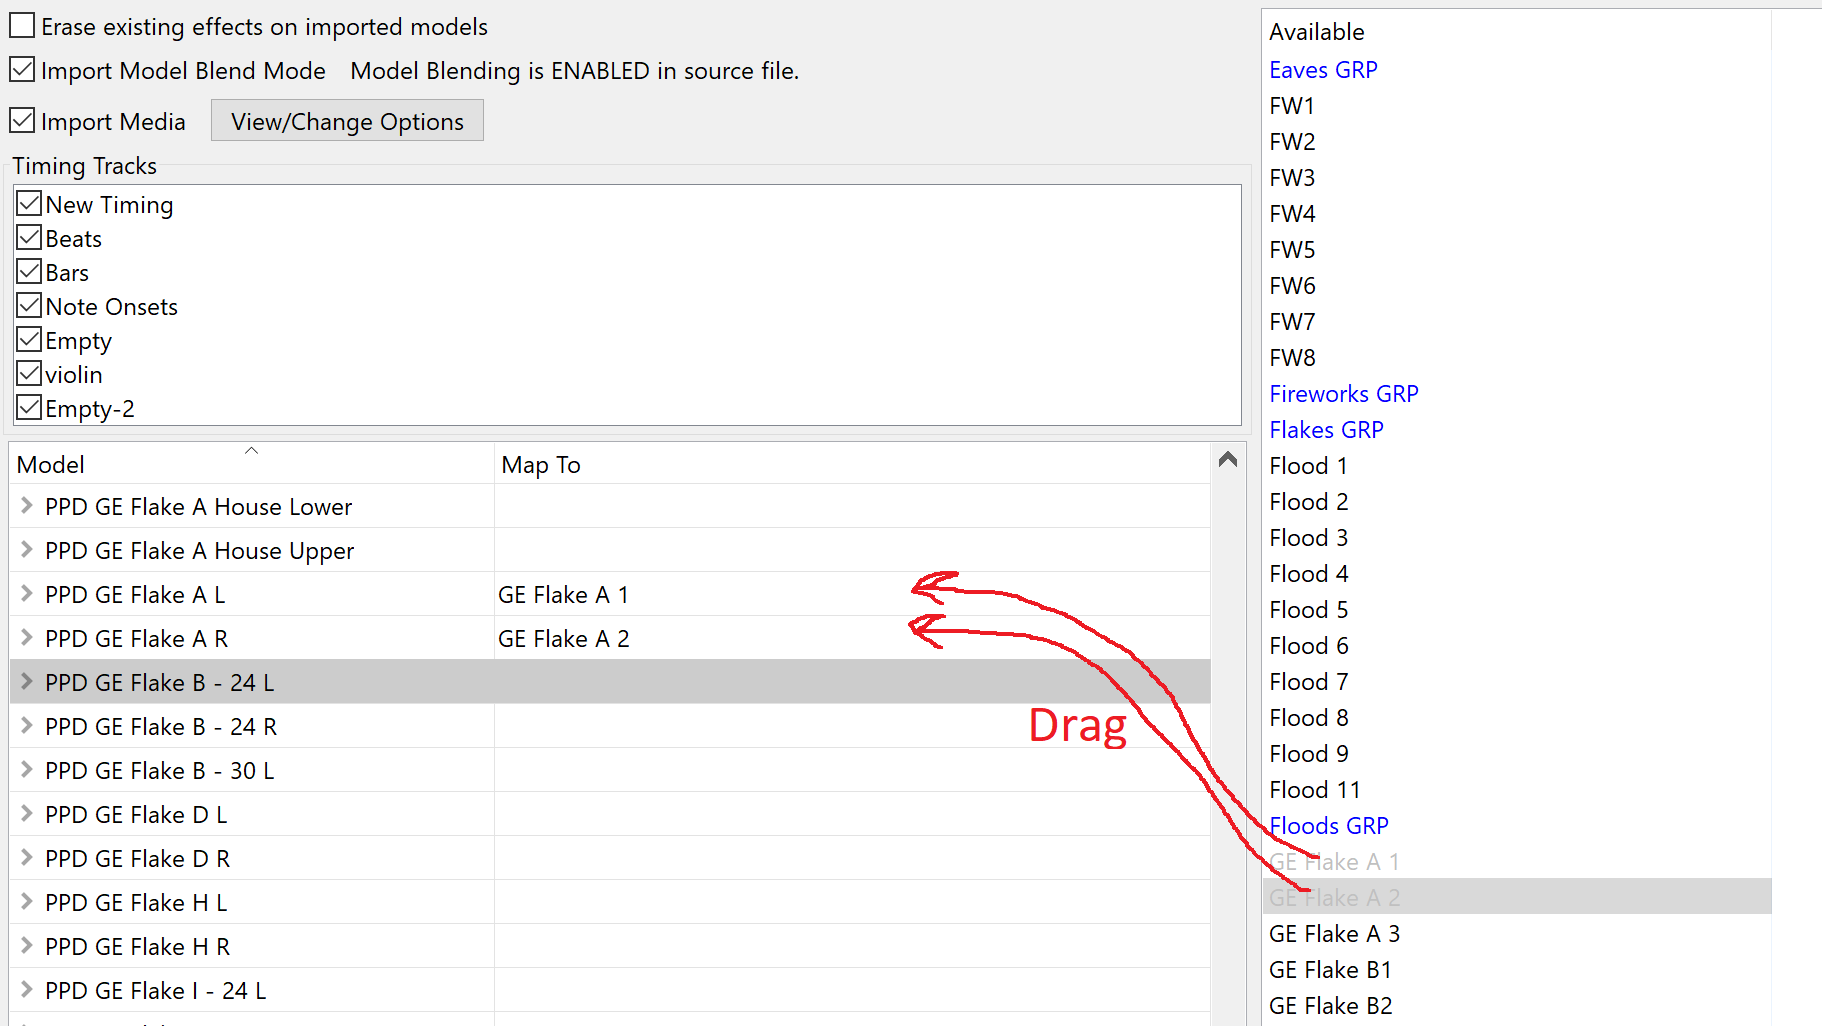 Erase existing effects on imported models
Import Model Blend Mode Model Blending is ENABLED in source file.
Import Media View/Change Options
Timing Tracks
New Timing
Beats
Bars
Note Onsets
Empty
violin
Empty-2
Model Map To
PPD GE Flake A House Lower
PPD GE Flake A House Upper
PPD GE Flake A L GE Flake A 1
PPD GE Flake A R GE Flake A 2
PPD GE Flake B - 24 L
PPD GE Flake B - 24 R
PPD GE Flake B - 30 L
PPD GE Flake D L
PPD GE Flake D R
PPD GE Flake H L
PPD GE Flake H R
PPD GE Flake I - 24 L
Drag
Available
Eaves GRP
FW1
FW2
FW3
FW4
FW5
FW6
FW7
FW8
Fireworks GRP
Flakes GRP
Flood 1
Flood 2
Flood 3
Flood 4
Flood 5
Flood 6
Flood 7
Flood 8
Flood 9
Flood 11
Floods GRP
GE Flake A 1
GE Flake A 2
GE Flake A 3
GE Flake B1
GE Flake B2